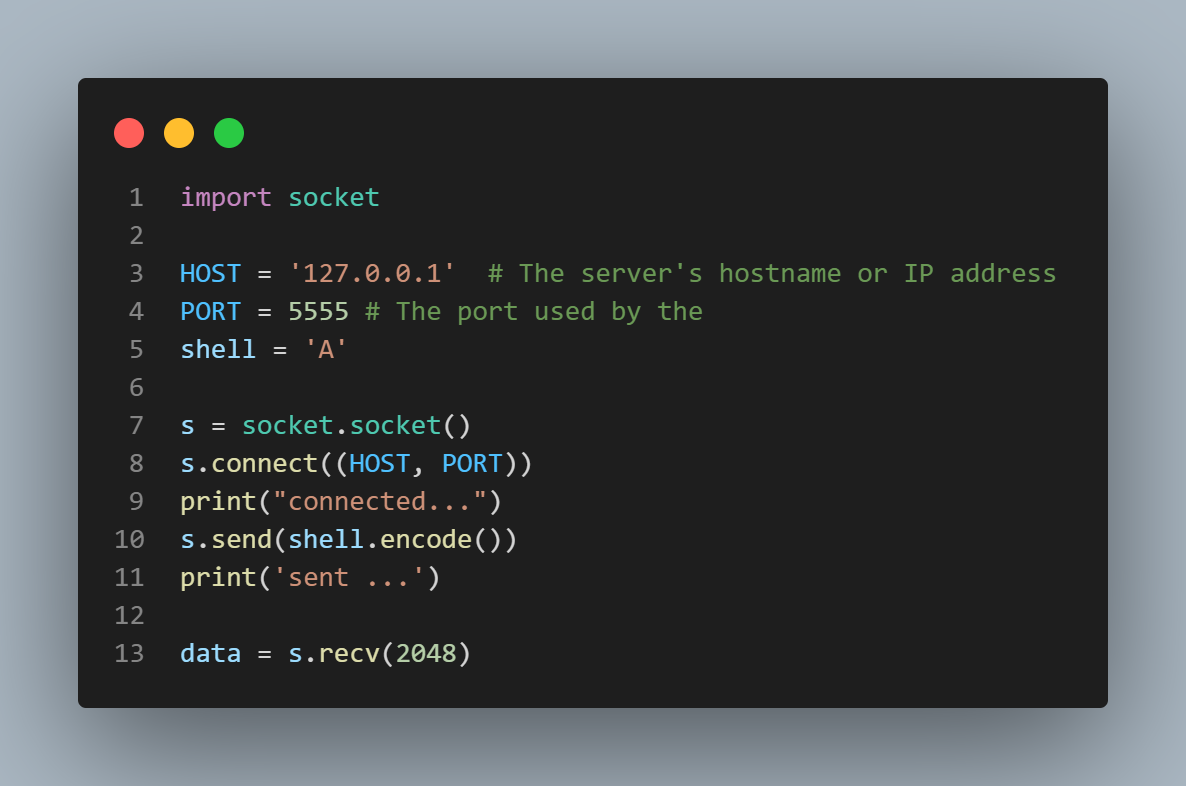 1 import socket
2
3 HOST = '127.0.0.1'  # The server's hostname or IP address
4 PORT = 5555 # The port used by the
5 shell = 'A'
6
7 s = socket.socket()
8 s.connect((HOST, PORT))
9 print("connected...")
10 s.send(shell.encode())
11 print('sent ...')
12
13 data = s.recv(2048)